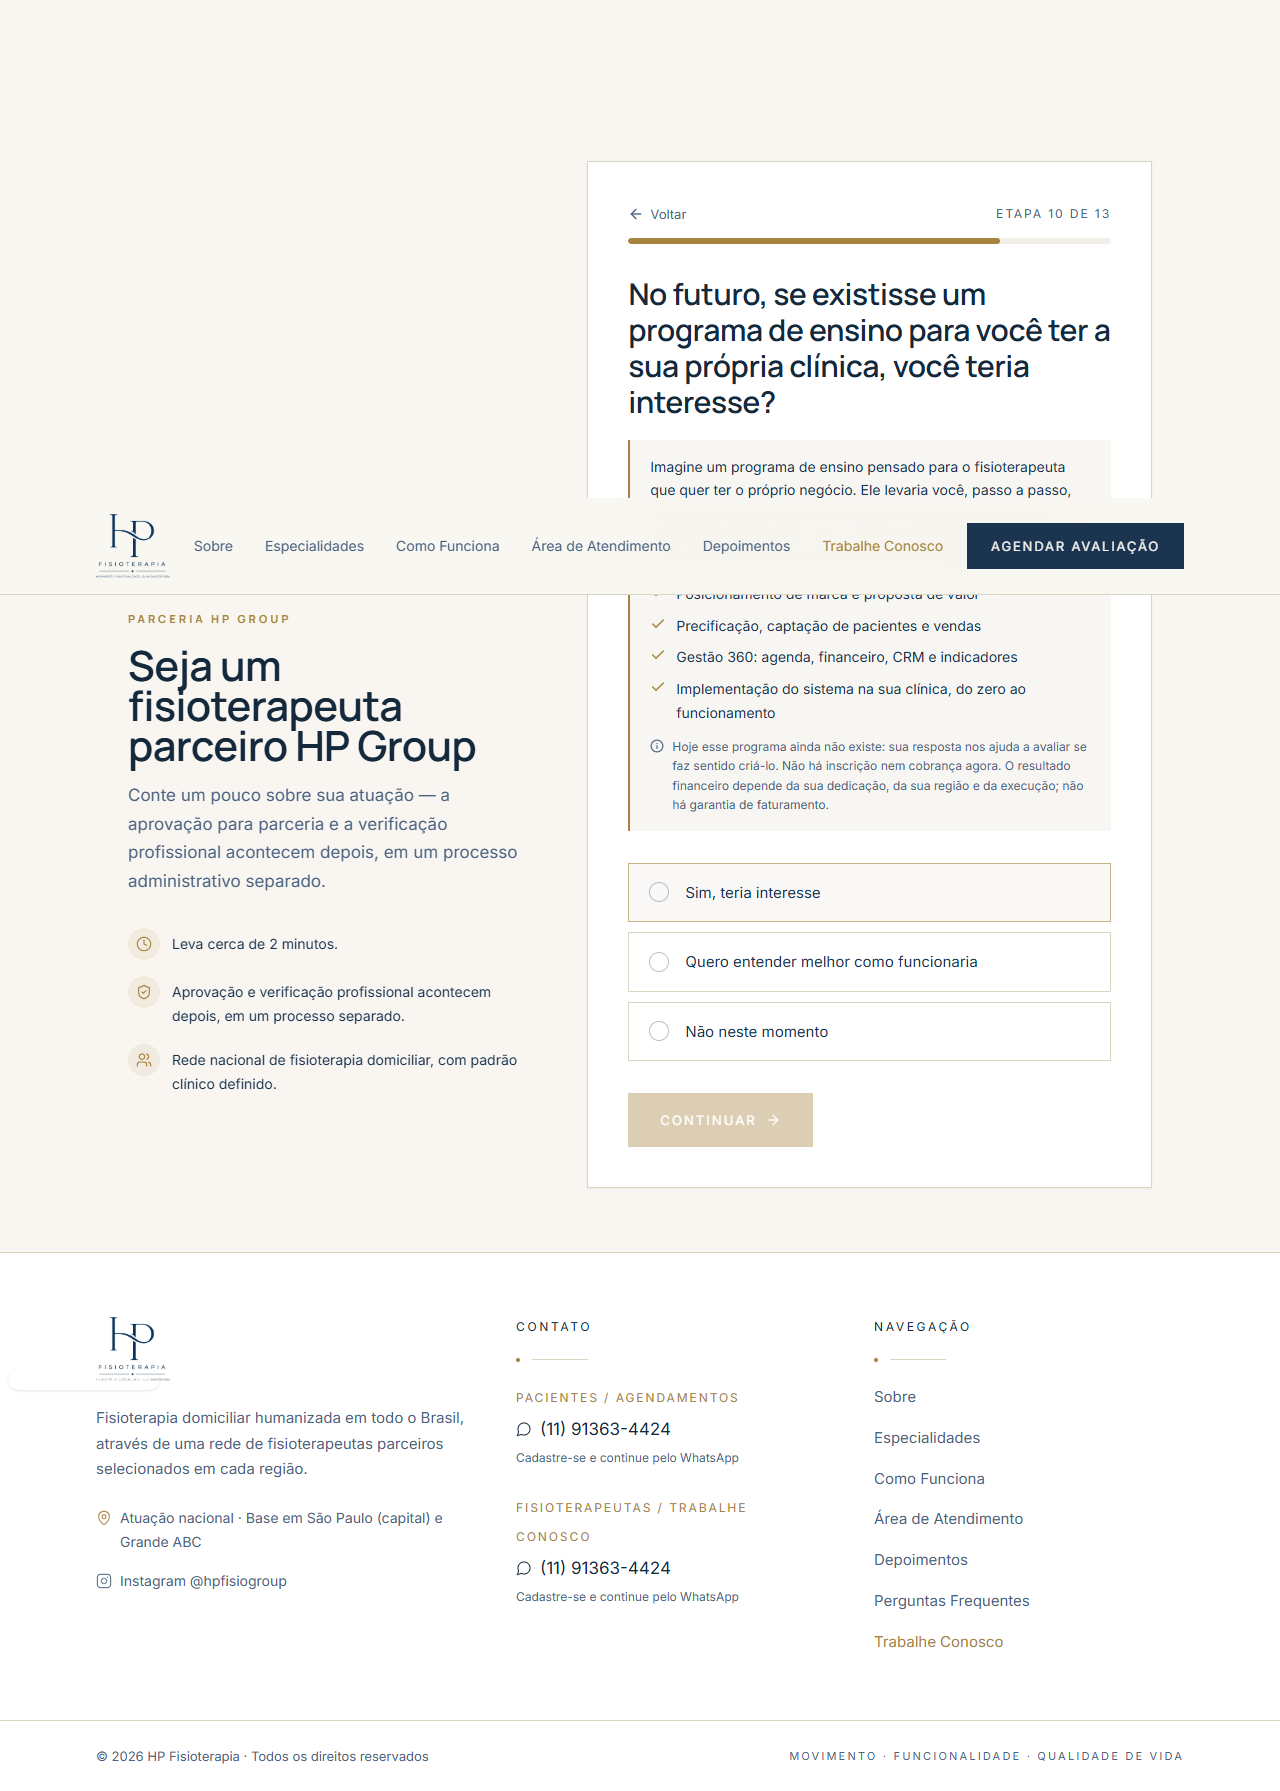 Voltar
ETAPA 10 DE 13
No futuro, se existisse um
programa de ensino para você ter a
sua própria clínica, você teria
interesse?
Imagine um programa de ensino pensado para o fisioterapeuta
que quer ter o próprio negócio. Ele levaria você, passo a passo,
HP
FISIOTERAPIA
Sobre
Especialidades
Como Funciona
Área de Atendimento
Depoimentos
Trabalhe Conosco
AGENDAR AVALIAÇÃO
Posicionamento de marca e proposta de valor
Precificação, captação de pacientes e vendas
Gestão 360: agenda, financeiro, CRM e indicadores
Implementação do sistema na sua clínica, do zero ao
funcionamento
Hoje esse programa ainda não existe: sua resposta nos ajuda a avaliar se
faz sentido criá-lo. Não há inscrição nem cobrança agora. O resultado
financeiro depende da sua dedicação, da sua região e da execução; não
há garantia de faturamento.
Sim, teria interesse
Quero entender melhor como funcionaria
Não neste momento
CONTINUAR
PARCERIA HP GROUP
Seja um
fisioterapeuta
parceiro HP Group
Conte um pouco sobre sua atuação — a
aprovação para parceria e a verificação
profissional acontecem depois, em um processo
administrativo separado.
Leva cerca de 2 minutos.
Aprovação e verificação profissional acontecem
depois, em um processo separado.
Rede nacional de fisioterapia domiciliar, com padrão
clínico definido.
HP
FISIOTERAPIA
Fisioterapia domiciliar humanizada em todo o Brasil,
através de uma rede de fisioterapeutas parceiros
selecionados em cada região.
Atuação nacional · Base em São Paulo (capital) e
Grande ABC
Instagram @hpfisiogroup
CONTATO
PACIENTES / AGENDAMENTOS
(11) 91363-4424
Cadastre-se e continue pelo WhatsApp
FISIOTERAPEUTAS / TRABALHE
CONOSCO
(11) 91363-4424
Cadastre-se e continue pelo WhatsApp
NAVEGAÇÃO
Sobre
Especialidades
Como Funciona
Área de Atendimento
Depoimentos
Perguntas Frequentes
Trabalhe Conosco
© 2026 HP Fisioterapia · Todos os direitos reservados
MOVIMENTO · FUNCIONALIDADE · QUALIDADE DE VIDA